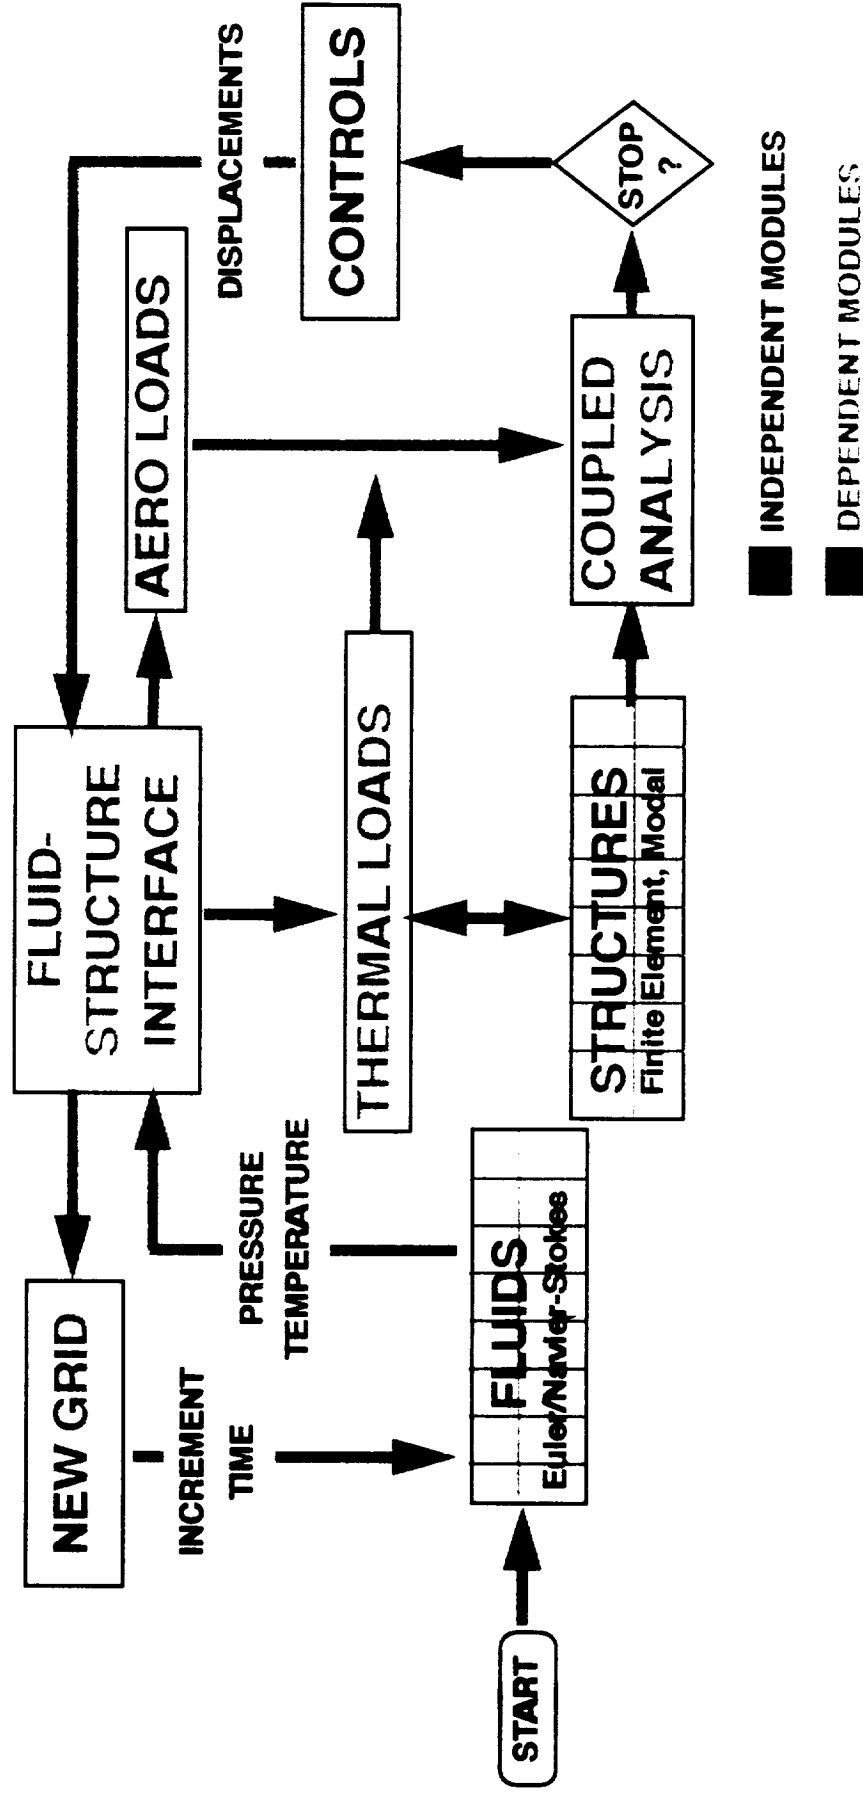 NEW GRID
FLUID-
STRUCTURE
INTERFACE
AERO LOADS
DISPLACEMENTS
INCREMENT
TIME
PRESSURE
TEMPERATURE
THERMAL LOADS
CONTROLS
START
FLUIDS
Euler/Navier-Stokes
STRUCTURES
Finite Element, Modal
COUPLED
ANALYSIS
STOP
?
INDEPENDENT MODULES
DEPENDENT MODULES